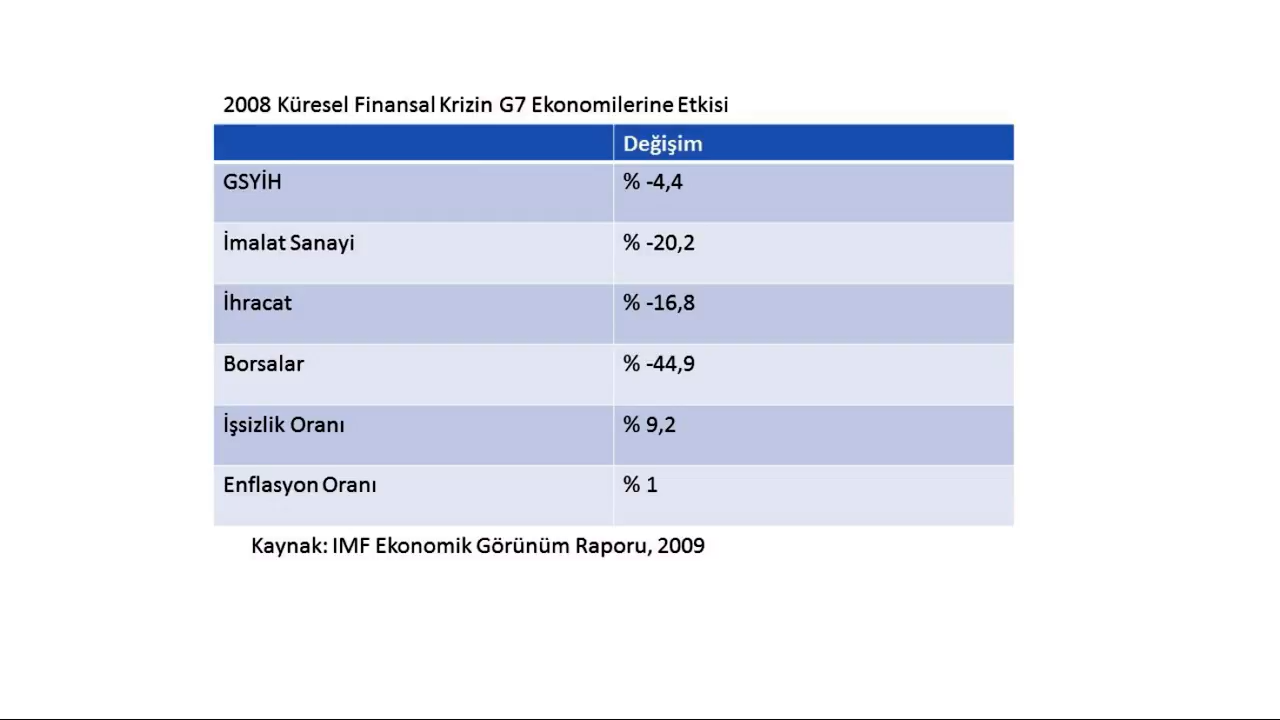 2008 Küresel Finansal Krizin G7 Ekonomilerine Etkisi
Değişim
GSYİH % -4,4
İmalat Sanayi % -20,2
İhracat % -16,8
Borsalar % -44,9
İşsizlik Oranı % 9,2
Enflasyon Oranı % 1
Kaynak: IMF Ekonomik Görünüm Raporu, 2009